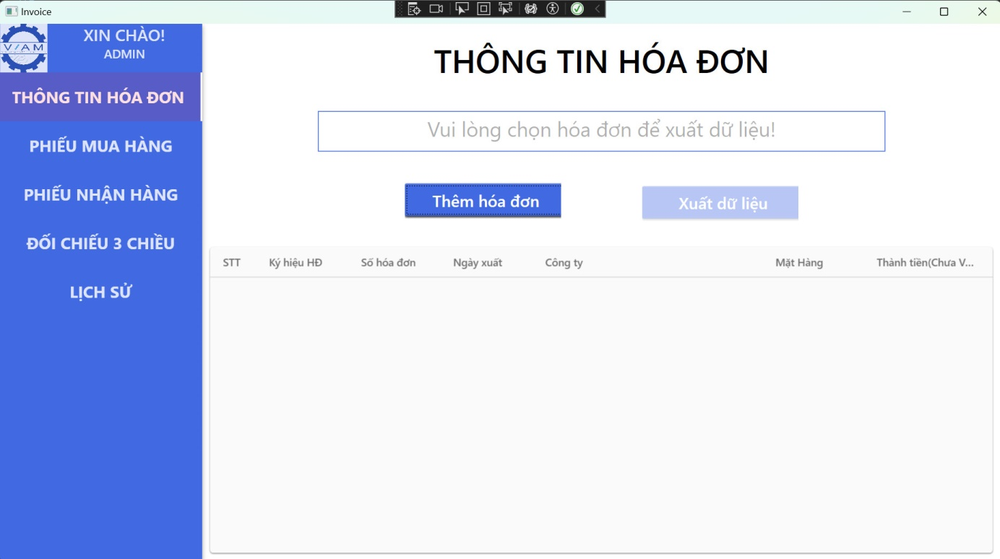 Invoice
VIAM
XIN CHÀO!
ADMIN
THÔNG TIN HÓA ĐƠN
PHIẾU MUA HÀNG
PHIẾU NHẬN HÀNG
ĐỐI CHIẾU 3 CHIỀU
LỊCH SỬ
THÔNG TIN HÓA ĐƠN
Vui lòng chọn hóa đơn để xuất dữ liệu!
Thêm hóa đơn Xuất dữ liệu
STT Ký hiệu HĐ Số hóa đơn Ngày xuất Công ty Mặt Hàng Thành tiền(Chưa V...